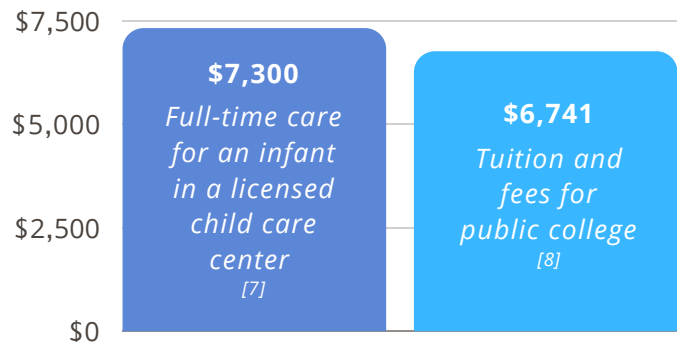 $7,500
$5,000
$2,500
$0
$7,300
Full-time care
for an infant
in a licensed
child care
center
[7]
$6,741
Tuition and
fees for
public college
[8]